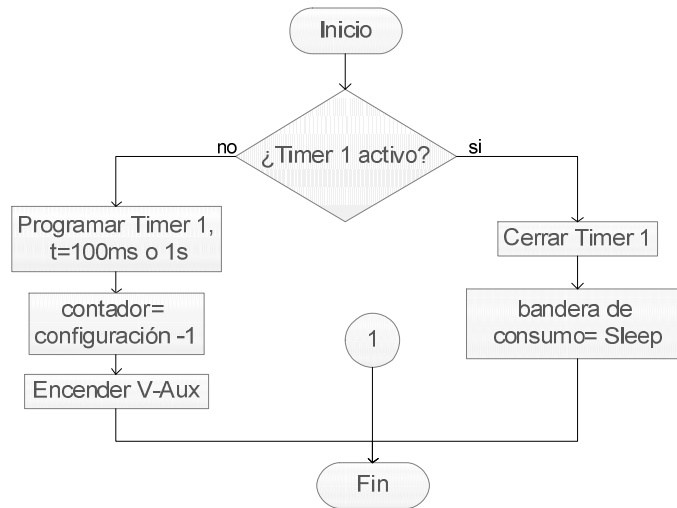 Inicio
¿Timer 1 activo?
no
si
Programar Timer 1,
t=100ms o 1s
contador=
configuración -1
Encender V-Aux
Cerrar Timer 1
bandera de
consumo= Sleep
1
Fin